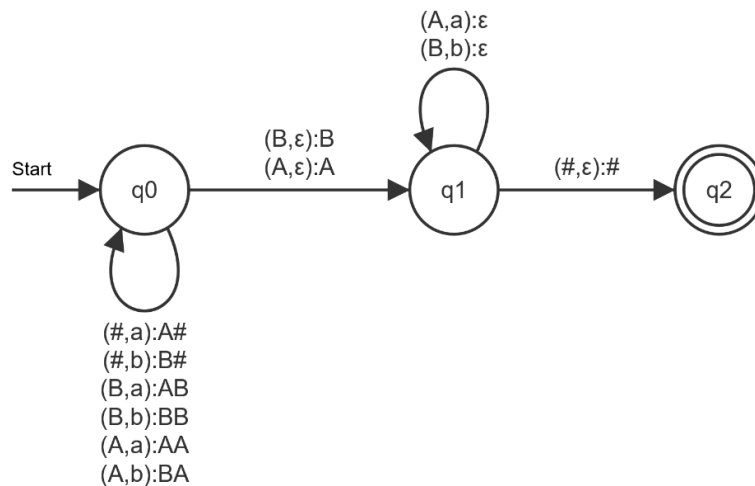 (A,a):ε
(B,b):ε
(B,ε):B
(A,ε):A
(#,ε):#
Start
q0
q1
q2
(#,a):A#
(#,b):B#
(B,a):AB
(B,b):BB
(A,a):AA
(A,b):BA